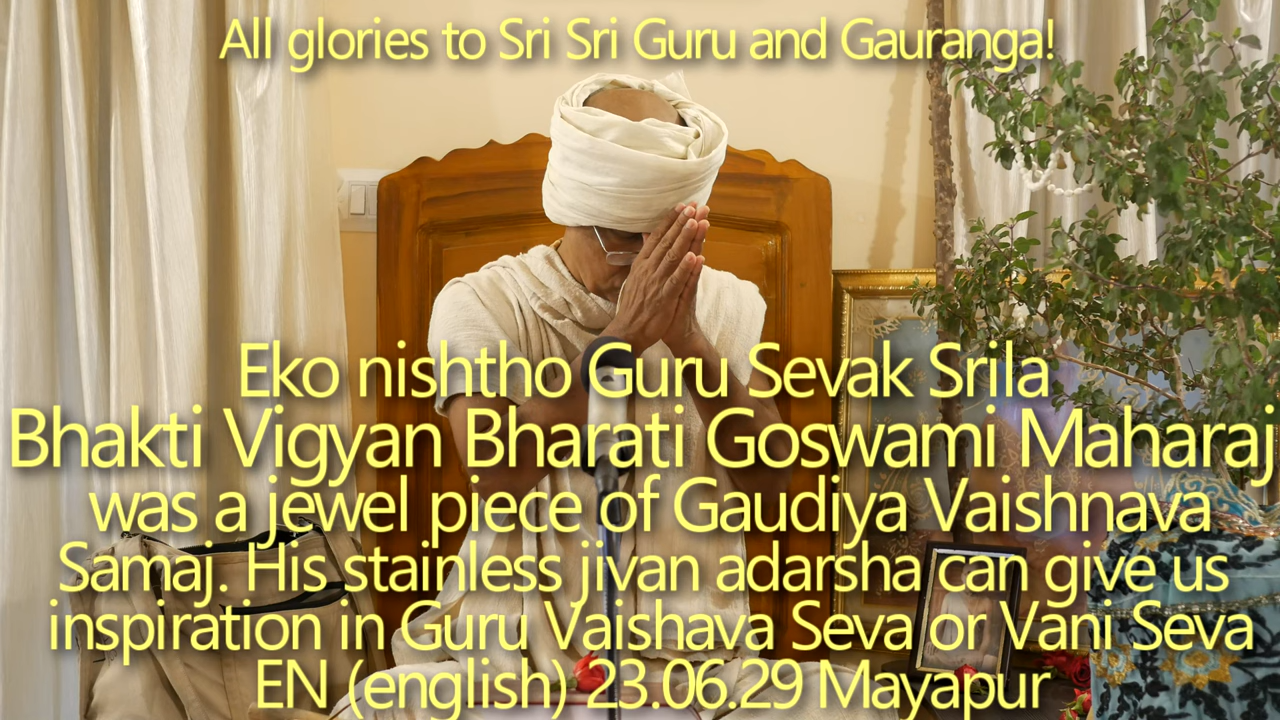 All glories to Sri Sri Guru and Gauranga!
Eko nishtho Guru Sevak Srila
Bhakti Vigyan Bharati Goswami Maharaj
was a jewel piece of Gaudiya Vaishnava
Samaj. His stainless jivan adarsha can give us
inspiration in Guru Vaishava Seva or Vani Seva
EN (english) 23.06.29 Mayapur